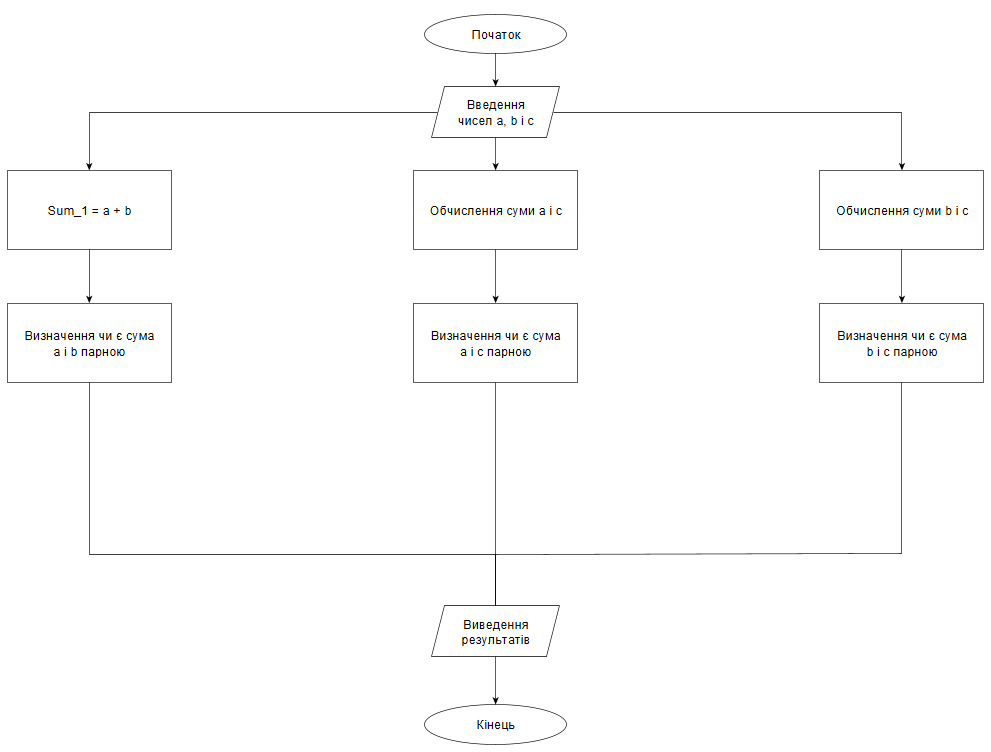 Початок
Введення
чисел a, b і c
Sum_1 = a + b
Обчислення суми a і c
Обчислення суми b і c
Визначення чи є сума
a і b парною
Визначення чи є сума
a і c парною
Визначення чи є сума
b і c парною
Виведення
результатів
Кінець